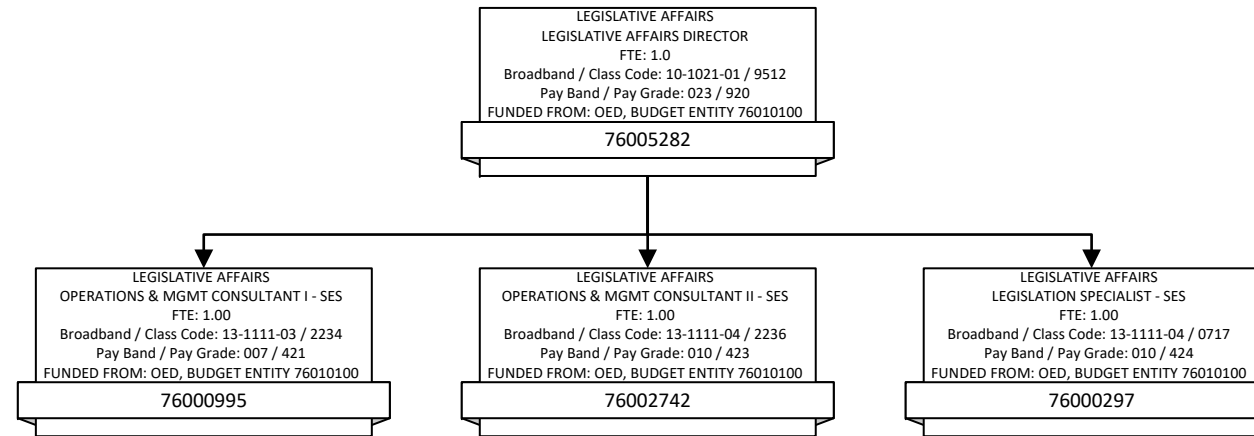 LEGISLATIVE AFFAIRS
LEGISLATIVE AFFAIRS DIRECTOR
FTE: 1.0
Broadband / Class Code: 10-1021-01 / 9512
Pay Band / Pay Grade: 023 / 920
FUNDED FROM: OED, BUDGET ENTITY 76010100
76005282
LEGISLATIVE AFFAIRS
OPERATIONS & MGMT CONSULTANT I - SES
FTE: 1.00
Broadband / Class Code: 13-1111-03 / 2234
Pay Band / Pay Grade: 007 / 421
FUNDED FROM: OED, BUDGET ENTITY 76010100
76000995
LEGISLATIVE AFFAIRS
OPERATIONS & MGMT CONSULTANT II - SES
FTE: 1.00
Broadband / Class Code: 13-1111-04 / 2236
Pay Band / Pay Grade: 010 / 423
FUNDED FROM: OED, BUDGET ENTITY 76010100
76002742
LEGISLATIVE AFFAIRS
LEGISLATION SPECIALIST - SES
FTE: 1.00
Broadband / Class Code: 13-1111-04 / 0717
Pay Band / Pay Grade: 010 / 424
FUNDED FROM: OED, BUDGET ENTITY 76010100
76000297